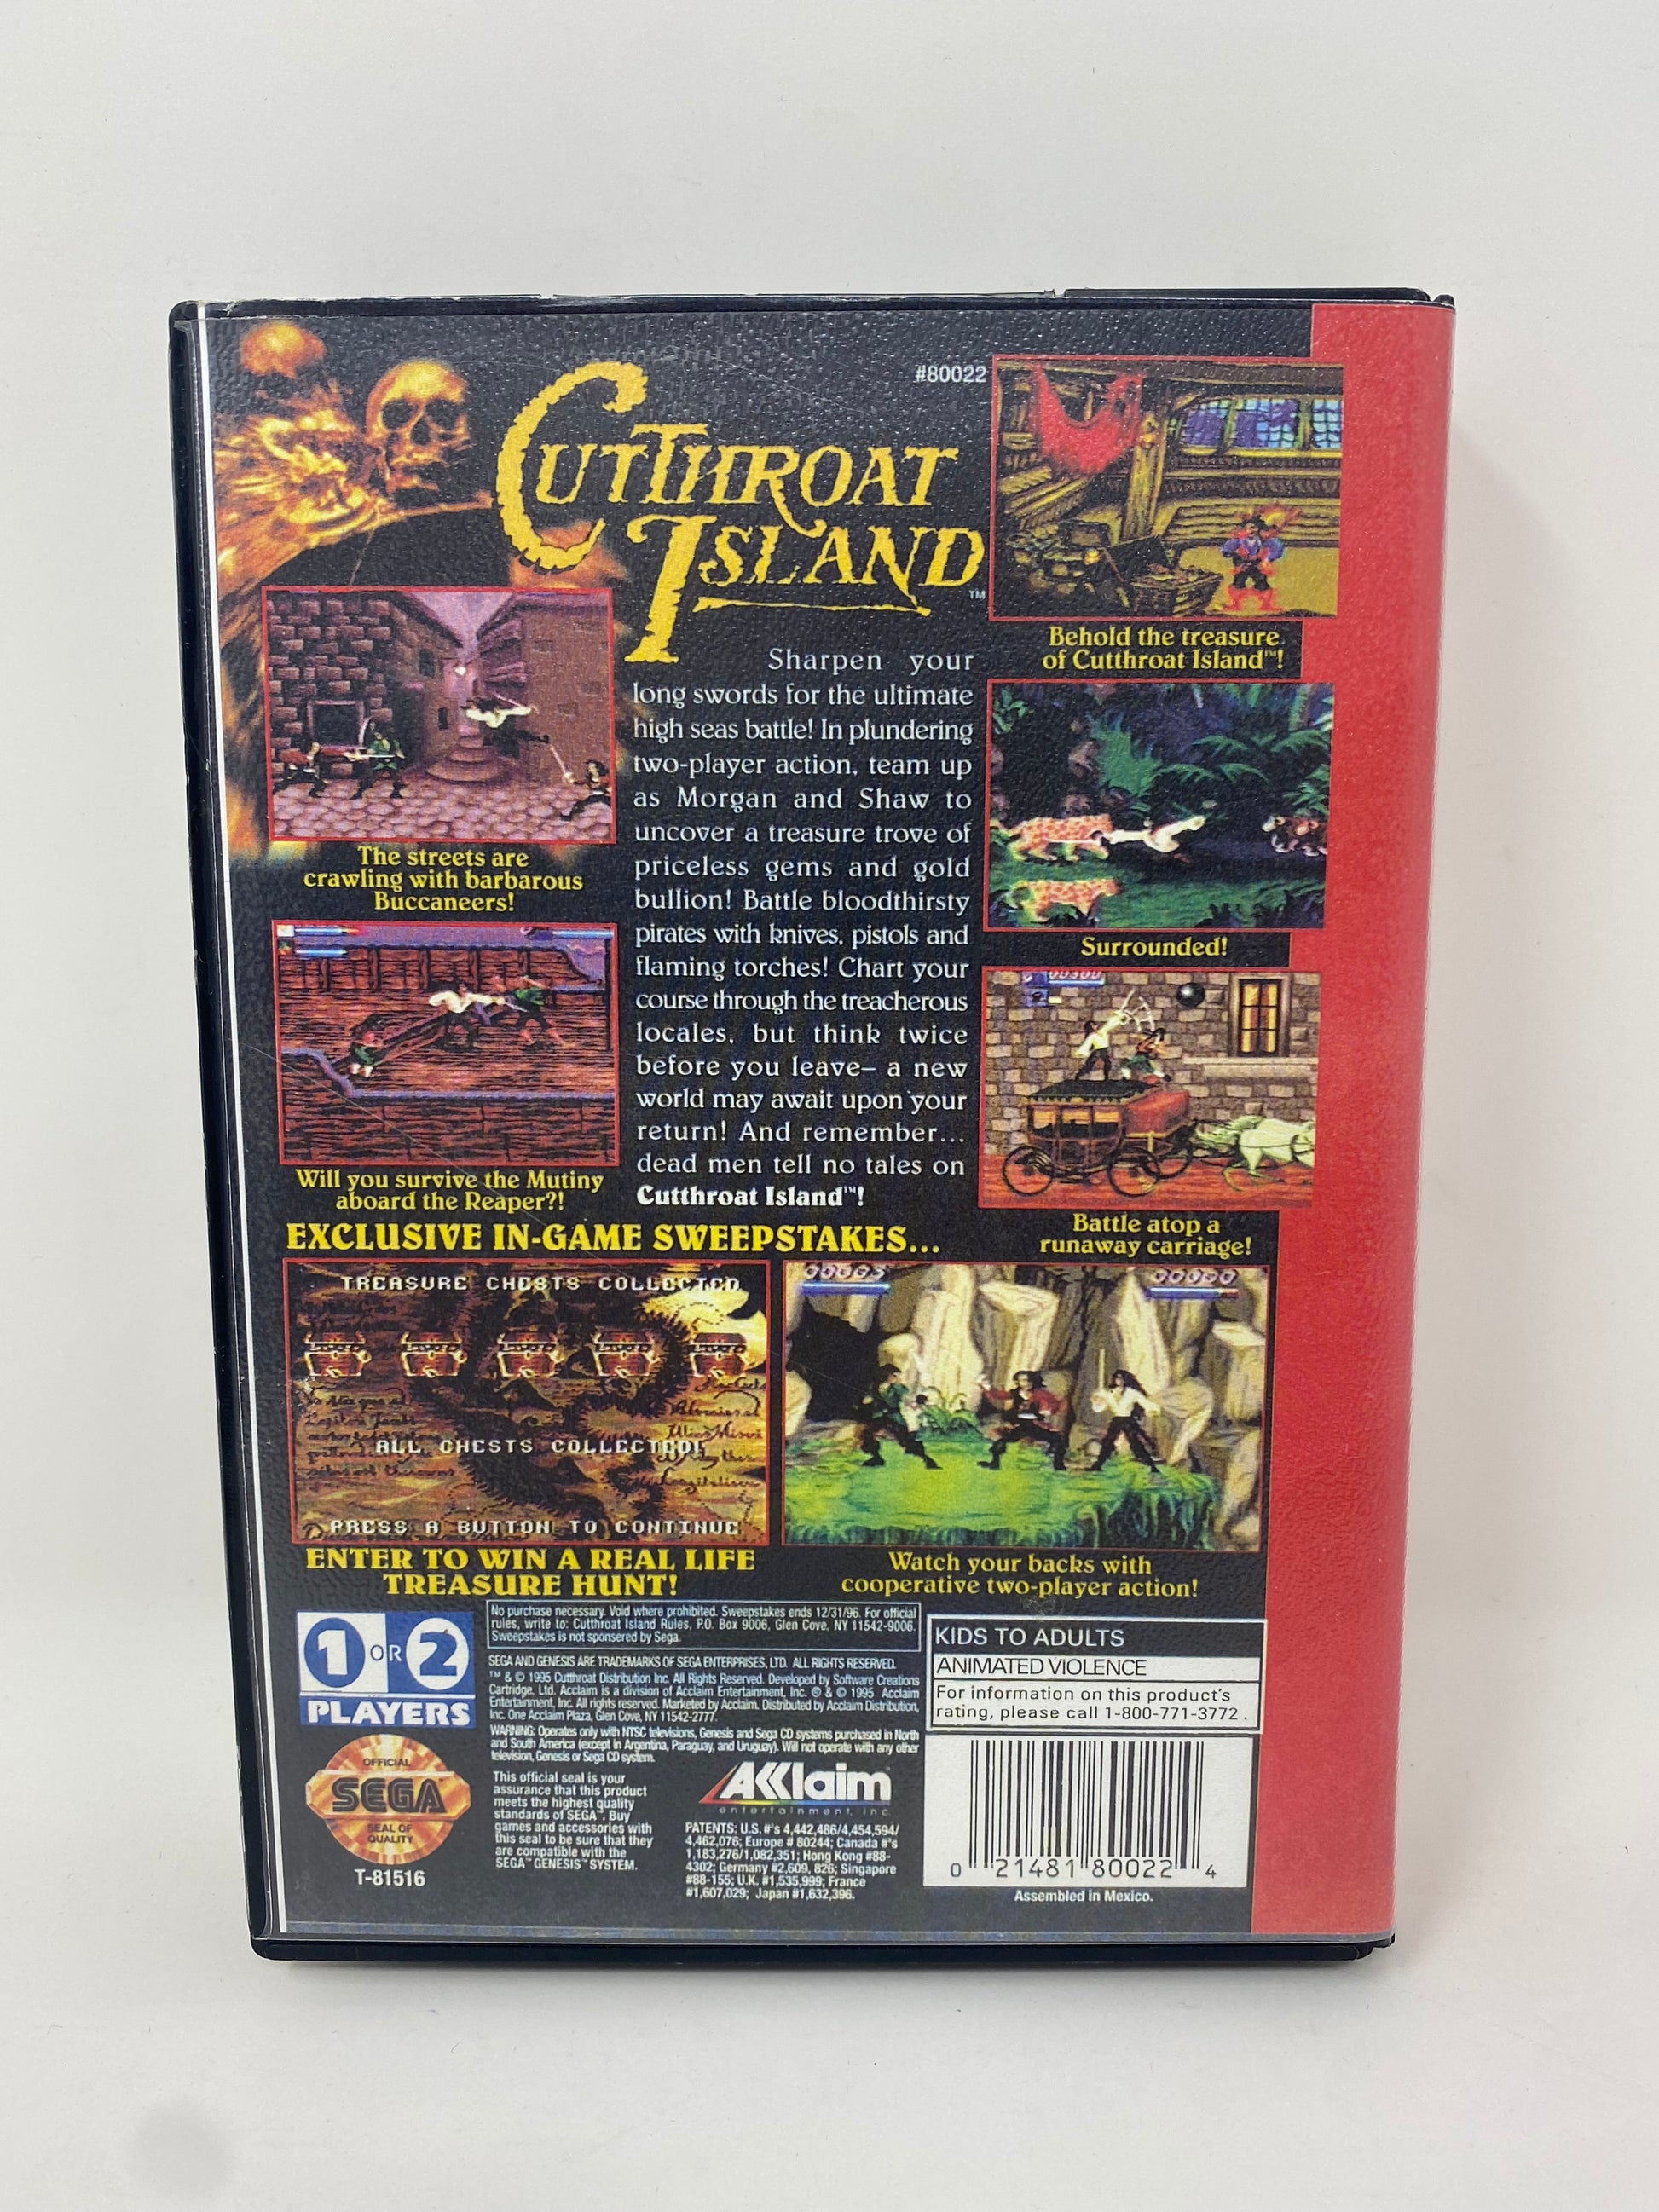 #80022
CUTTHROAT
ISLAND™
Behold the treasure
of Cutthroat Island™!
Sharpen your
long swords for the ultimate
high seas battle! In plundering
two-player action, team up
as Morgan and Shaw to
uncover a treasure trove of
priceless gems and gold
bullion! Battle bloodthirsty
pirates with knives, pistols and
flaming torches! Chart your
course through the treacherous
locales, but think twice
before you leave– a new
world may await upon your
return! And remember...
dead men tell no tales on
Cutthroat Island™!
The streets are
crawling with barbarous
Buccaneers!
Surrounded!
Will you survive the Mutiny
aboard the Reaper?!
00300
Battle atop a
runaway carriage!
EXCLUSIVE IN-GAME SWEEPSTAKES...
TREASURE CHESTS COLLECTED
ALL CHESTS COLLECTED!
PRESS A BUTTON TO CONTINUE
ENTER TO WIN A REAL LIFE
TREASURE HUNT!
Watch your backs with
cooperative two-player action!
1 OR 2
PLAYERS
No purchase necessary. Void where prohibited. Sweepstakes ends 12/31/96. For official
rules, write to: Cutthroat Island Rules, P.O. Box 9006, Glen Cove, NY 11542-9006.
Sweepstakes is not sponsered by Sega.
SEGA AND GENESIS ARE TRADEMARKS OF SEGA ENTERPRISES, LTD. ALL RIGHTS RESERVED.
™ & © 1995 Cutthroat Distribution Inc. All Rights Reserved. Developed by Software Creations
Cartridge, Ltd. Acclaim is a division of Acclaim Entertainment, Inc. ® & © 1995 Acclaim
Entertainment, Inc. All rights reserved. Marketed by Acclaim. Distributed by Acclaim Distribution,
Inc. One Acclaim Plaza, Glen Cove, NY 11542-2777.
WARNING: Operates only with NTSC televisions, Genesis and Sega CD systems purchased in North
and South America (except in Argentina, Paraguay, and Uruguay). Will not operate with any other
television, Genesis or Sega CD system.
KIDS TO ADULTS
ANIMATED VIOLENCE
For information on this product's
rating, please call 1-800-771-3772.
OFFICIAL
SEGA™
SEAL OF
QUALITY
T-81516
This official seal is your
assurance that this product
meets the highest quality
standards of SEGA™. Buy
games and accessories with
this seal to be sure that they
are compatible with the
SEGA™ GENESIS™ SYSTEM.
AKklaim
entertainment, inc.
PATENTS: U.S. #'s 4,442,486/4,454,594/
4,462,076; Europe # 80244; Canada #'s
1,183,276/1,082,351; Hong Kong #88-
4302; Germany #2,609, 826; Singapore
#88-155; U.K. #1,535,999; France
#1,607,029; Japan #1,632,396.
0 21481 80022 4
Assembled in Mexico.